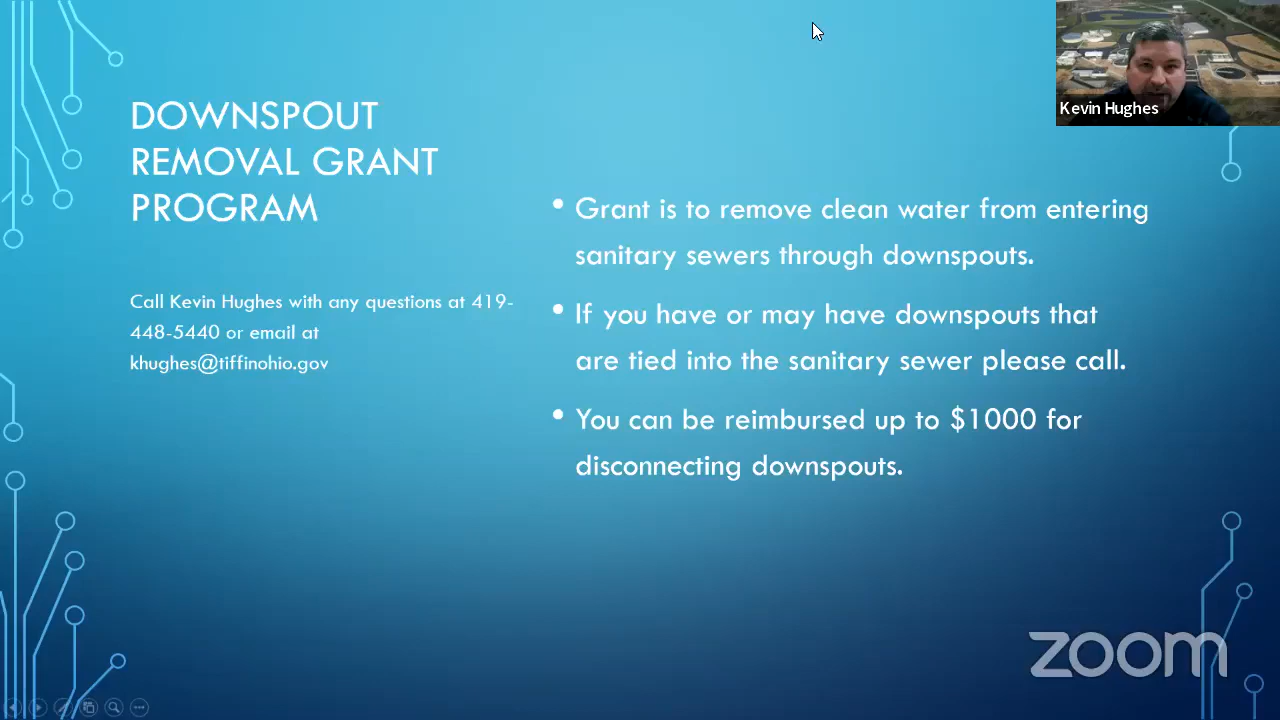 DOWNSPOUT
REMOVAL GRANT
PROGRAM
Call Kevin Hughes with any questions at 419-
448-5440 or email at
khughes@tiffinohio.gov
• Grant is to remove clean water from entering
sanitary sewers through downspouts.
• If you have or may have downspouts that
are tied into the sanitary sewer please call.
• You can be reimbursed up to $1000 for
disconnecting downspouts.
Kevin Hughes
zoom